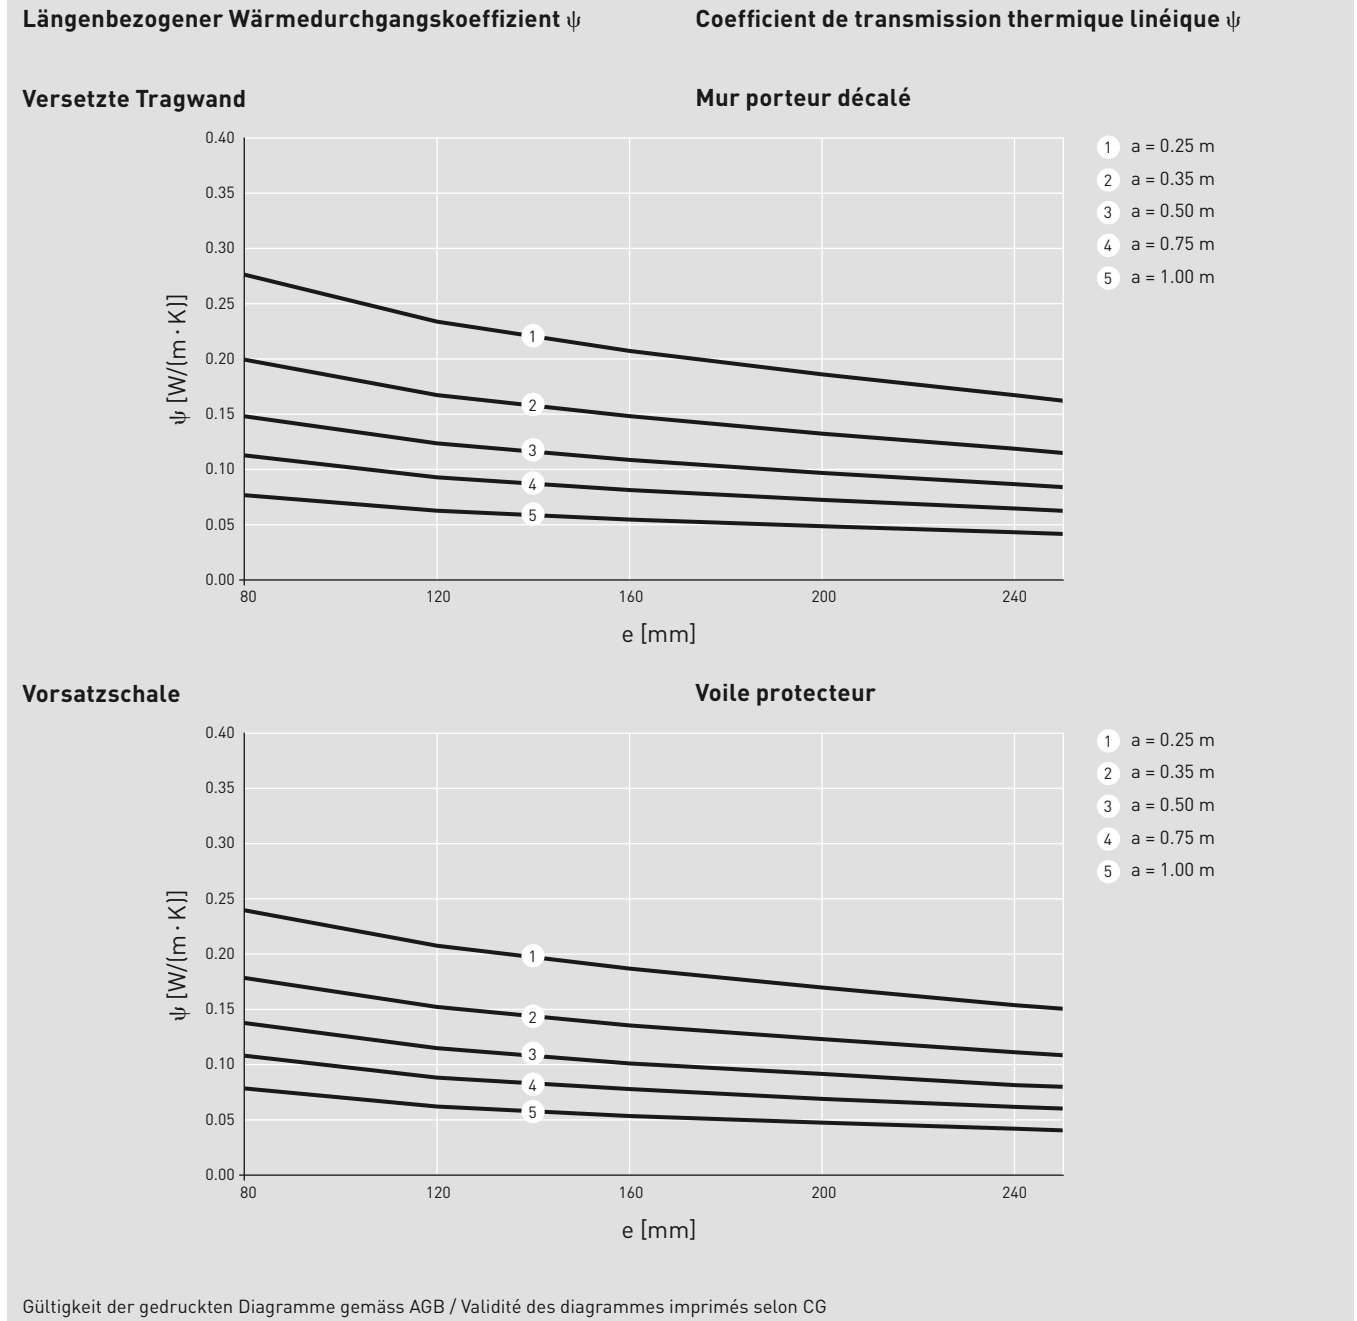 Längenbezogener Wärmedurchgangskoeffizient ψ
Coefficient de transmission thermique linéique ψ
Versetzte Tragwand
Mur porteur décalé
0.40
0.35
0.30
0.25
0.20
0.15
0.10
0.05
0.00
ψ [W/(m · K)]
1
2
3
4
5
80 120 160 200 240
e [mm]
1 a = 0.25 m
2 a = 0.35 m
3 a = 0.50 m
4 a = 0.75 m
5 a = 1.00 m
Vorsatzschale
Voile protecteur
0.40
0.35
0.30
0.25
0.20
0.15
0.10
0.05
0.00
ψ [W/(m · K)]
1
2
3
4
5
80 120 160 200 240
e [mm]
1 a = 0.25 m
2 a = 0.35 m
3 a = 0.50 m
4 a = 0.75 m
5 a = 1.00 m
Gültigkeit der gedruckten Diagramme gemäss AGB / Validité des diagrammes imprimés selon CG